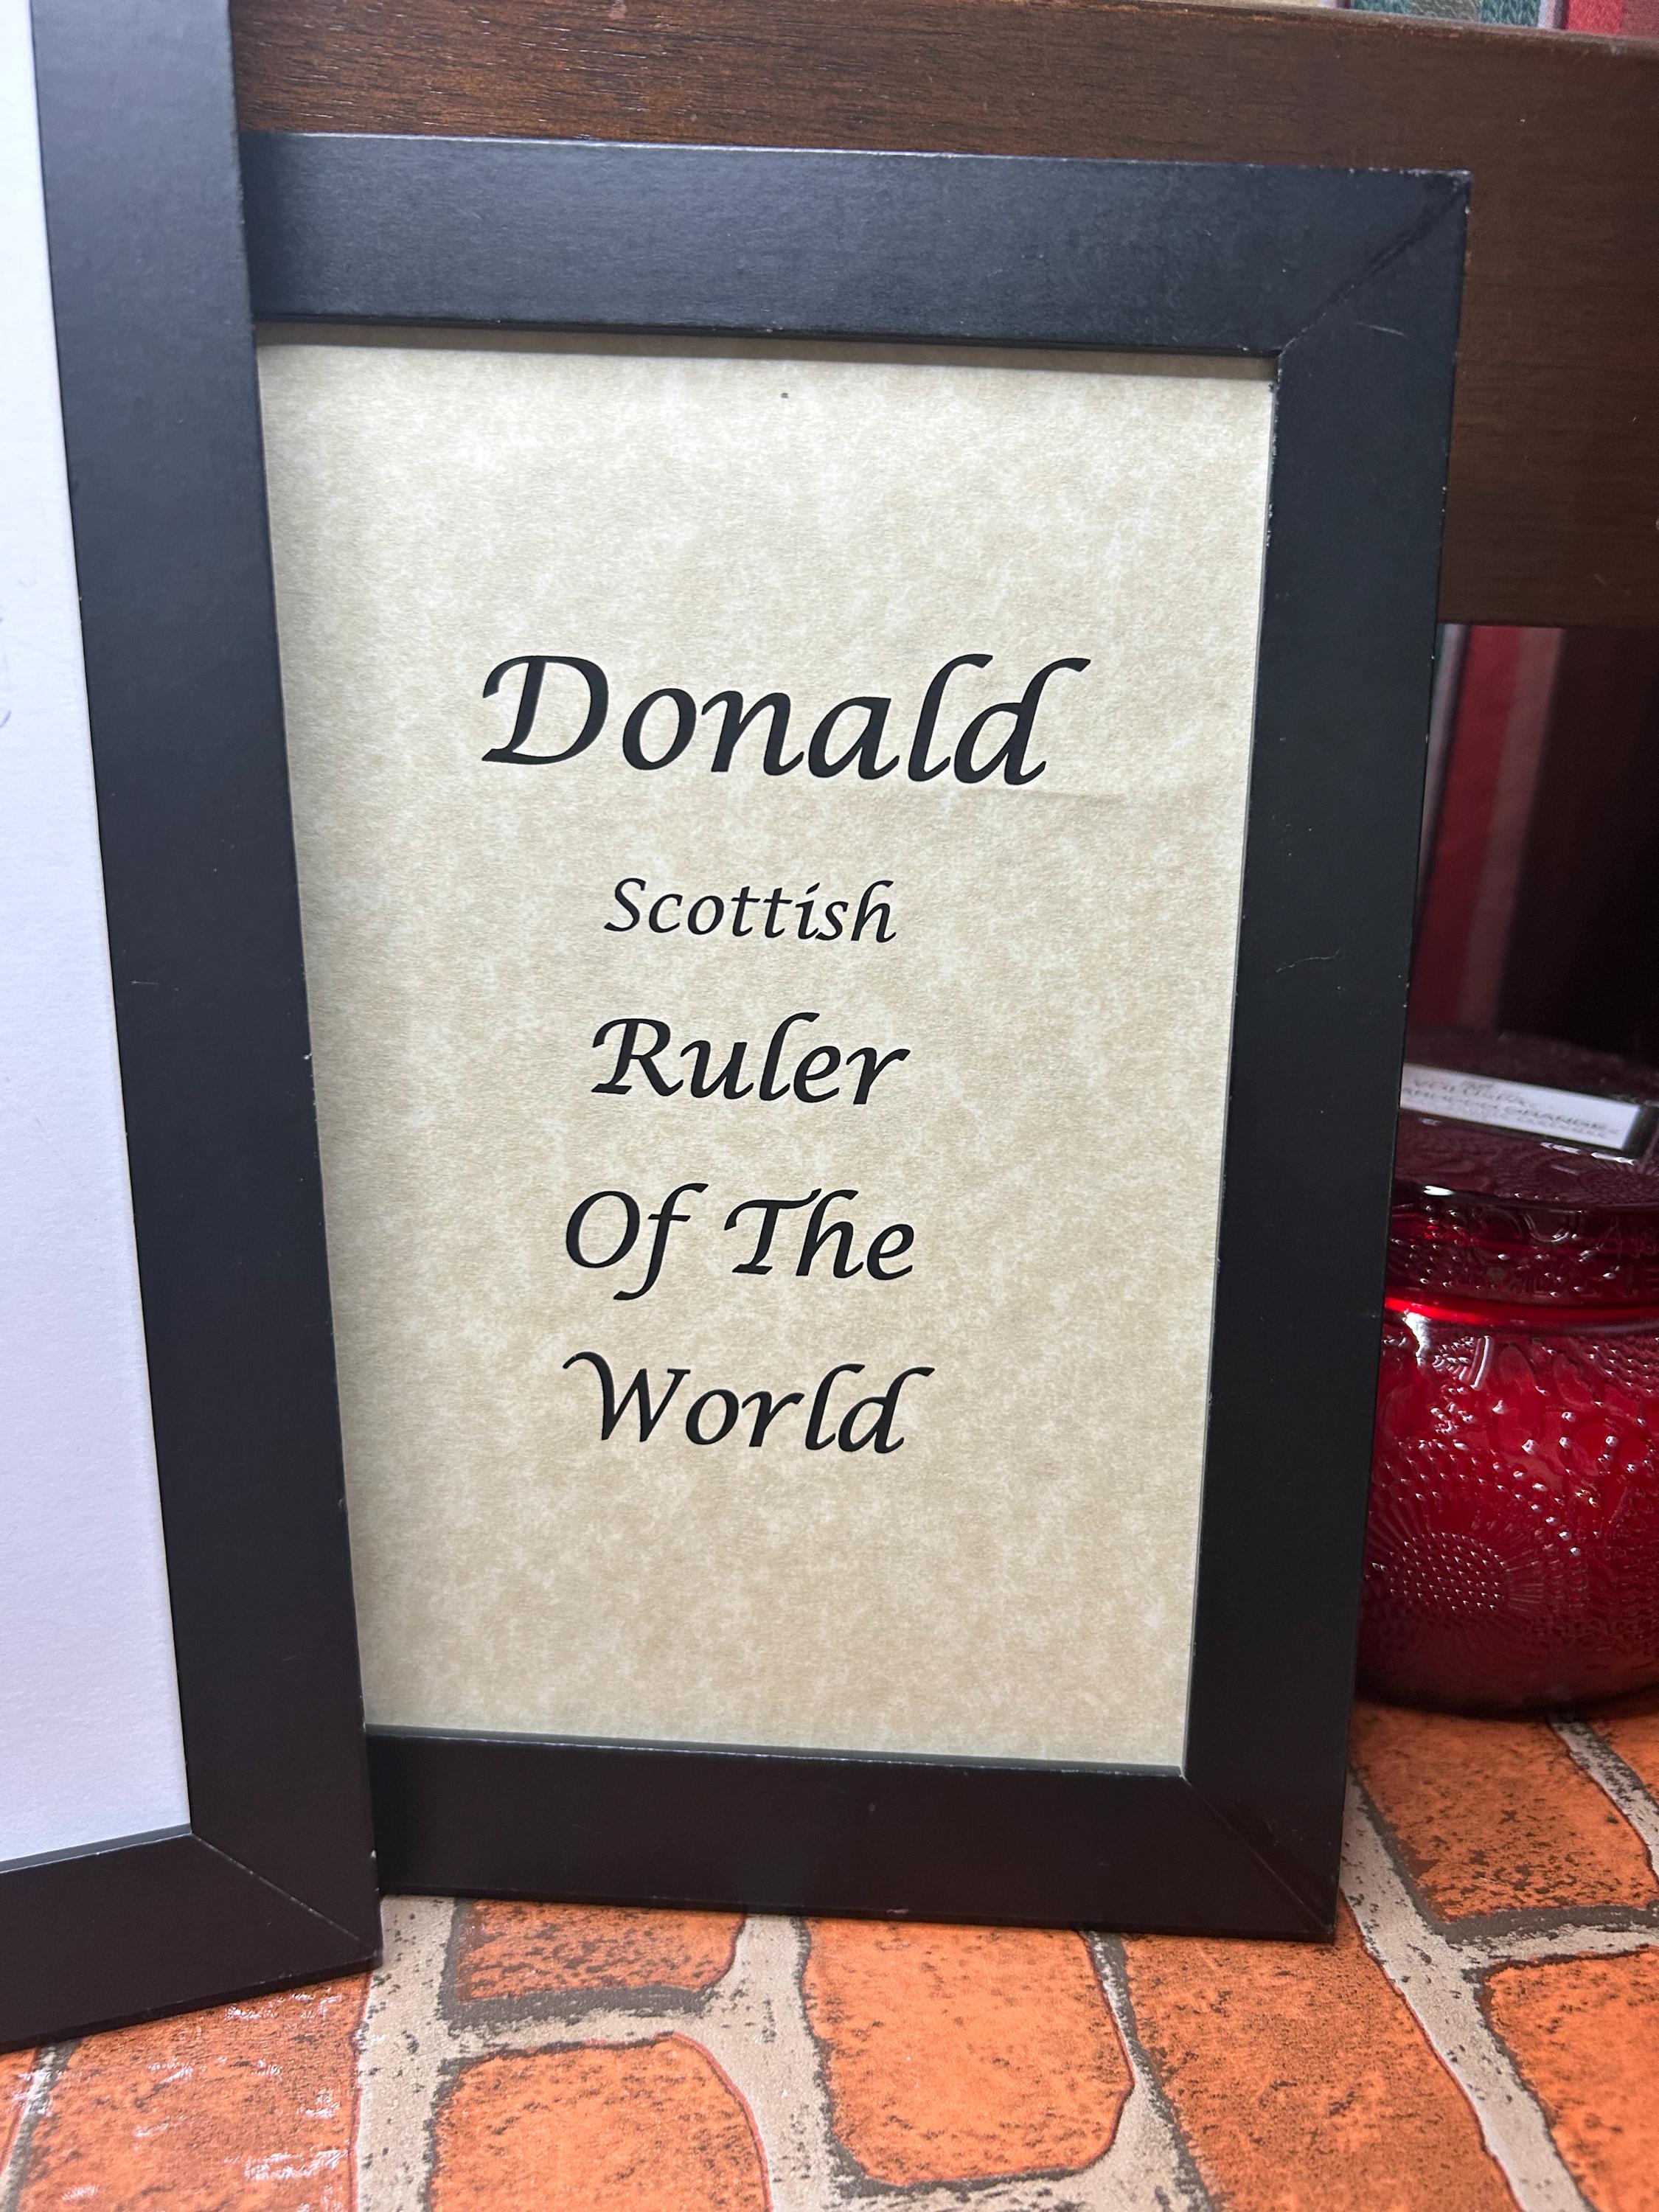 Donald
Scottish
Ruler
Of The
World